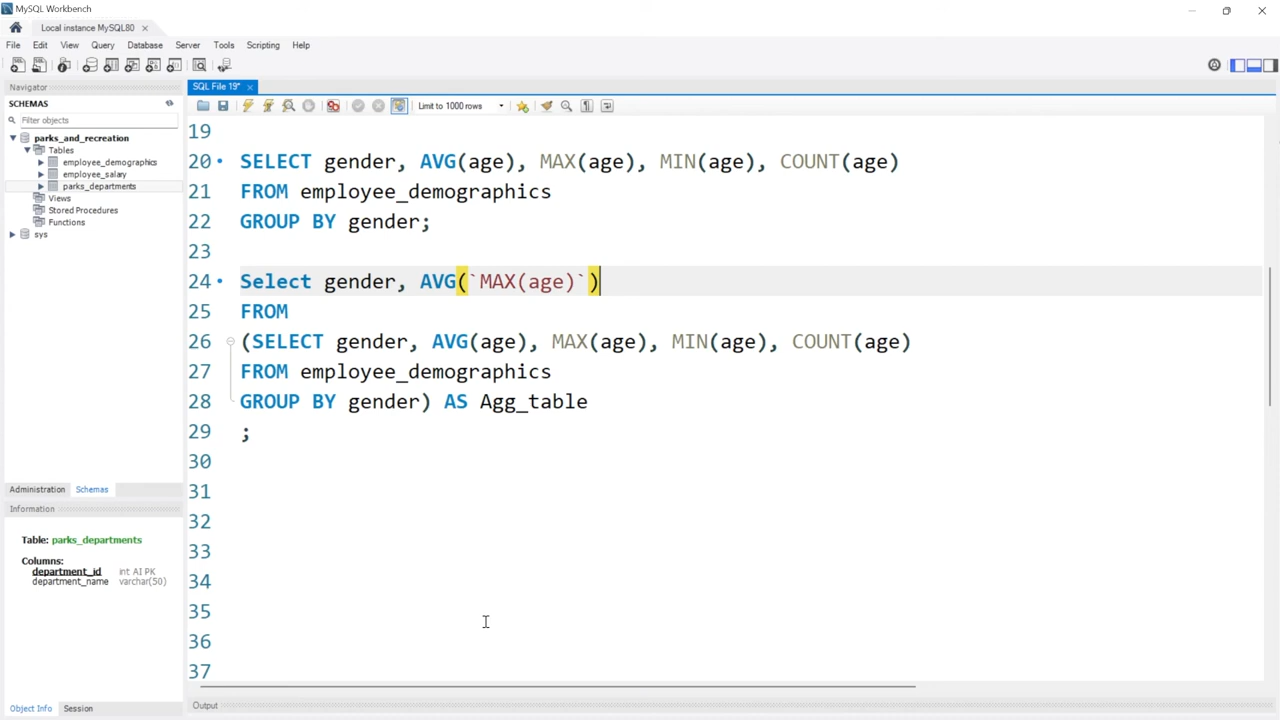 MySQL Workbench
Local instance MySQL80
File Edit View Query Database Server Tools Scripting Help
Navigator
SCHEMAS
Filter objects
parks_and_recreation
Tables
employee_demographics
employee_salary
parks_departments
Views
Stored Procedures
Functions
sys
Administration Schemas
Information
Table: parks_departments
Columns:
department_id int AI PK
department_name varchar(50)
Object Info Session
SQL File 19*
Limit to 1000 rows
19
20 SELECT gender, AVG(age), MAX(age), MIN(age), COUNT(age)
21 FROM employee_demographics
22 GROUP BY gender;
23
24 Select gender, AVG(`MAX(age)`)
25 FROM
26 (SELECT gender, AVG(age), MAX(age), MIN(age), COUNT(age)
27 FROM employee_demographics
28 GROUP BY gender) AS Agg_table
29 ;
30
31
32
33
34
35
36
37
Output